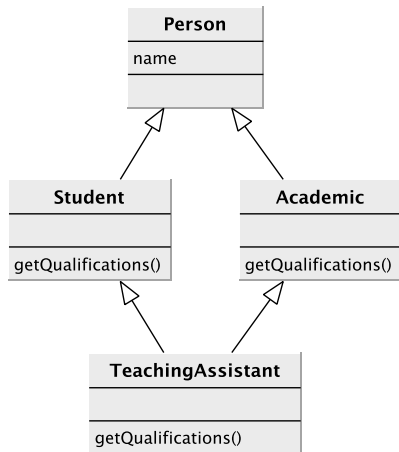 Person
name
Student
Academic
getQualifications()
getQualifications()
TeachingAssistant
getQualifications()